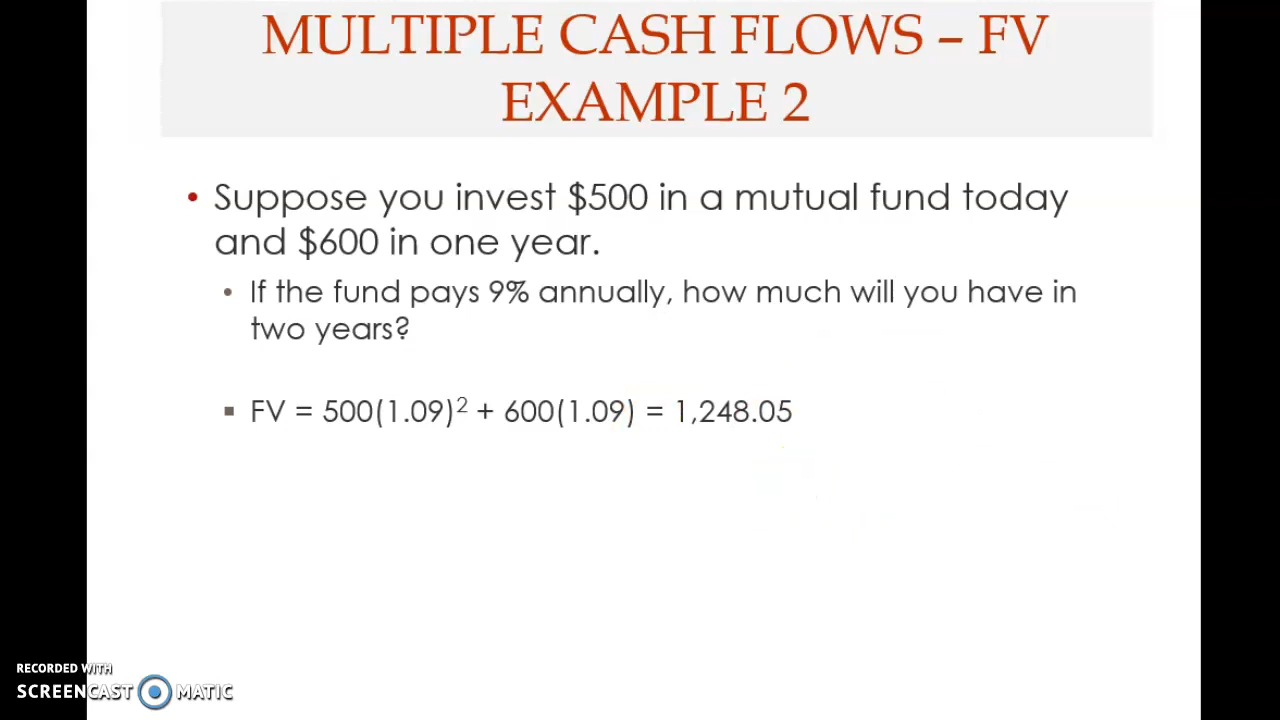 MULTIPLE CASH FLOWS – FV
EXAMPLE 2
• Suppose you invest $500 in a mutual fund today
and $600 in one year.
• If the fund pays 9% annually, how much will you have in
two years?
▪ FV = 500(1.09)² + 600(1.09) = 1,248.05
RECORDED WITH
SCREENCAST MATIC